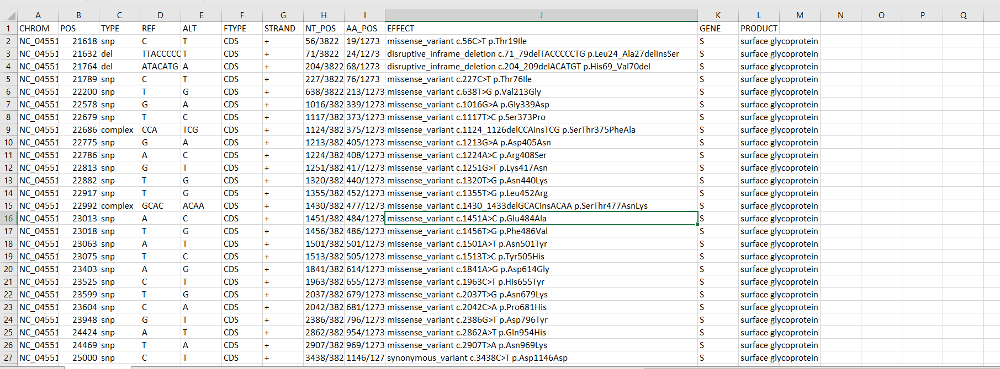 A B C D E F G H I J K L M N O P Q
1 CHROM POS TYPE REF ALT FTYPE STRAND NT_POS AA_POS EFFECT GENE PRODUCT
2 NC_04551 21618 snp C T CDS + 56/3822 19/1273 missense_variant c.56C>T p.Thr19Ile S surface glycoprotein
3 NC_04551 21632 del TTACCCCC T CDS + 71/3822 24/1273 disruptive_inframe_deletion c.71_79delTACCCCCTG p.Leu24_Ala27delinsSer S surface glycoprotein
4 NC_04551 21764 del ATACATG A CDS + 204/3822 68/1273 disruptive_inframe_deletion c.204_209delACATGT p.His69_Val70del S surface glycoprotein
5 NC_04551 21789 snp C T CDS + 227/3822 76/1273 missense_variant c.227C>T p.Thr76Ile S surface glycoprotein
6 NC_04551 22200 snp T G CDS + 638/3822 213/1273 missense_variant c.638T>G p.Val213Gly S surface glycoprotein
7 NC_04551 22578 snp G A CDS + 1016/382 339/1273 missense_variant c.1016G>A p.Gly339Asp S surface glycoprotein
8 NC_04551 22679 snp T C CDS + 1117/382 373/1273 missense_variant c.1117T>C p.Ser373Pro S surface glycoprotein
9 NC_04551 22686 complex CCA TCG CDS + 1124/382 375/1273 missense_variant c.1124_1126delCCAinsTCG p.SerThr375PheAla S surface glycoprotein
10 NC_04551 22775 snp G A CDS + 1213/382 405/1273 missense_variant c.1213G>A p.Asp405Asn S surface glycoprotein
11 NC_04551 22786 snp A C CDS + 1224/382 408/1273 missense_variant c.1224A>C p.Arg408Ser S surface glycoprotein
12 NC_04551 22813 snp G T CDS + 1251/382 417/1273 missense_variant c.1251G>T p.Lys417Asn S surface glycoprotein
13 NC_04551 22882 snp T G CDS + 1320/382 440/1273 missense_variant c.1320T>G p.Asn440Lys S surface glycoprotein
14 NC_04551 22917 snp T G CDS + 1355/382 452/1273 missense_variant c.1355T>G p.Leu452Arg S surface glycoprotein
15 NC_04551 22992 complex GCAC ACAA CDS + 1430/382 477/1273 missense_variant c.1430_1433delGCACinsACAA p.SerThr477AsnLys S surface glycoprotein
16 NC_04551 23013 snp A C CDS + 1451/382 484/1273 missense_variant c.1451A>C p.Glu484Ala S surface glycoprotein
17 NC_04551 23018 snp T G CDS + 1456/382 486/1273 missense_variant c.1456T>G p.Phe486Val S surface glycoprotein
18 NC_04551 23063 snp A T CDS + 1501/382 501/1273 missense_variant c.1501A>T p.Asn501Tyr S surface glycoprotein
19 NC_04551 23075 snp T C CDS + 1513/382 505/1273 missense_variant c.1513T>C p.Tyr505His S surface glycoprotein
20 NC_04551 23403 snp A G CDS + 1841/382 614/1273 missense_variant c.1841A>G p.Asp614Gly S surface glycoprotein
21 NC_04551 23525 snp C T CDS + 1963/382 655/1273 missense_variant c.1963C>T p.His655Tyr S surface glycoprotein
22 NC_04551 23599 snp T G CDS + 2037/382 679/1273 missense_variant c.2037T>G p.Asn679Lys S surface glycoprotein
23 NC_04551 23604 snp C A CDS + 2042/382 681/1273 missense_variant c.2042C>A p.Pro681His S surface glycoprotein
24 NC_04551 23948 snp G T CDS + 2386/382 796/1273 missense_variant c.2386G>T p.Asp796Tyr S surface glycoprotein
25 NC_04551 24424 snp A T CDS + 2862/382 954/1273 missense_variant c.2862A>T p.Gln954His S surface glycoprotein
26 NC_04551 24469 snp T A CDS + 2907/382 969/1273 missense_variant c.2907T>A p.Asn969Lys S surface glycoprotein
27 NC_04551 25000 snp C T CDS + 3438/382 1146/127 synonymous_variant c.3438C>T p.Asp1146Asp S surface glycoprotein